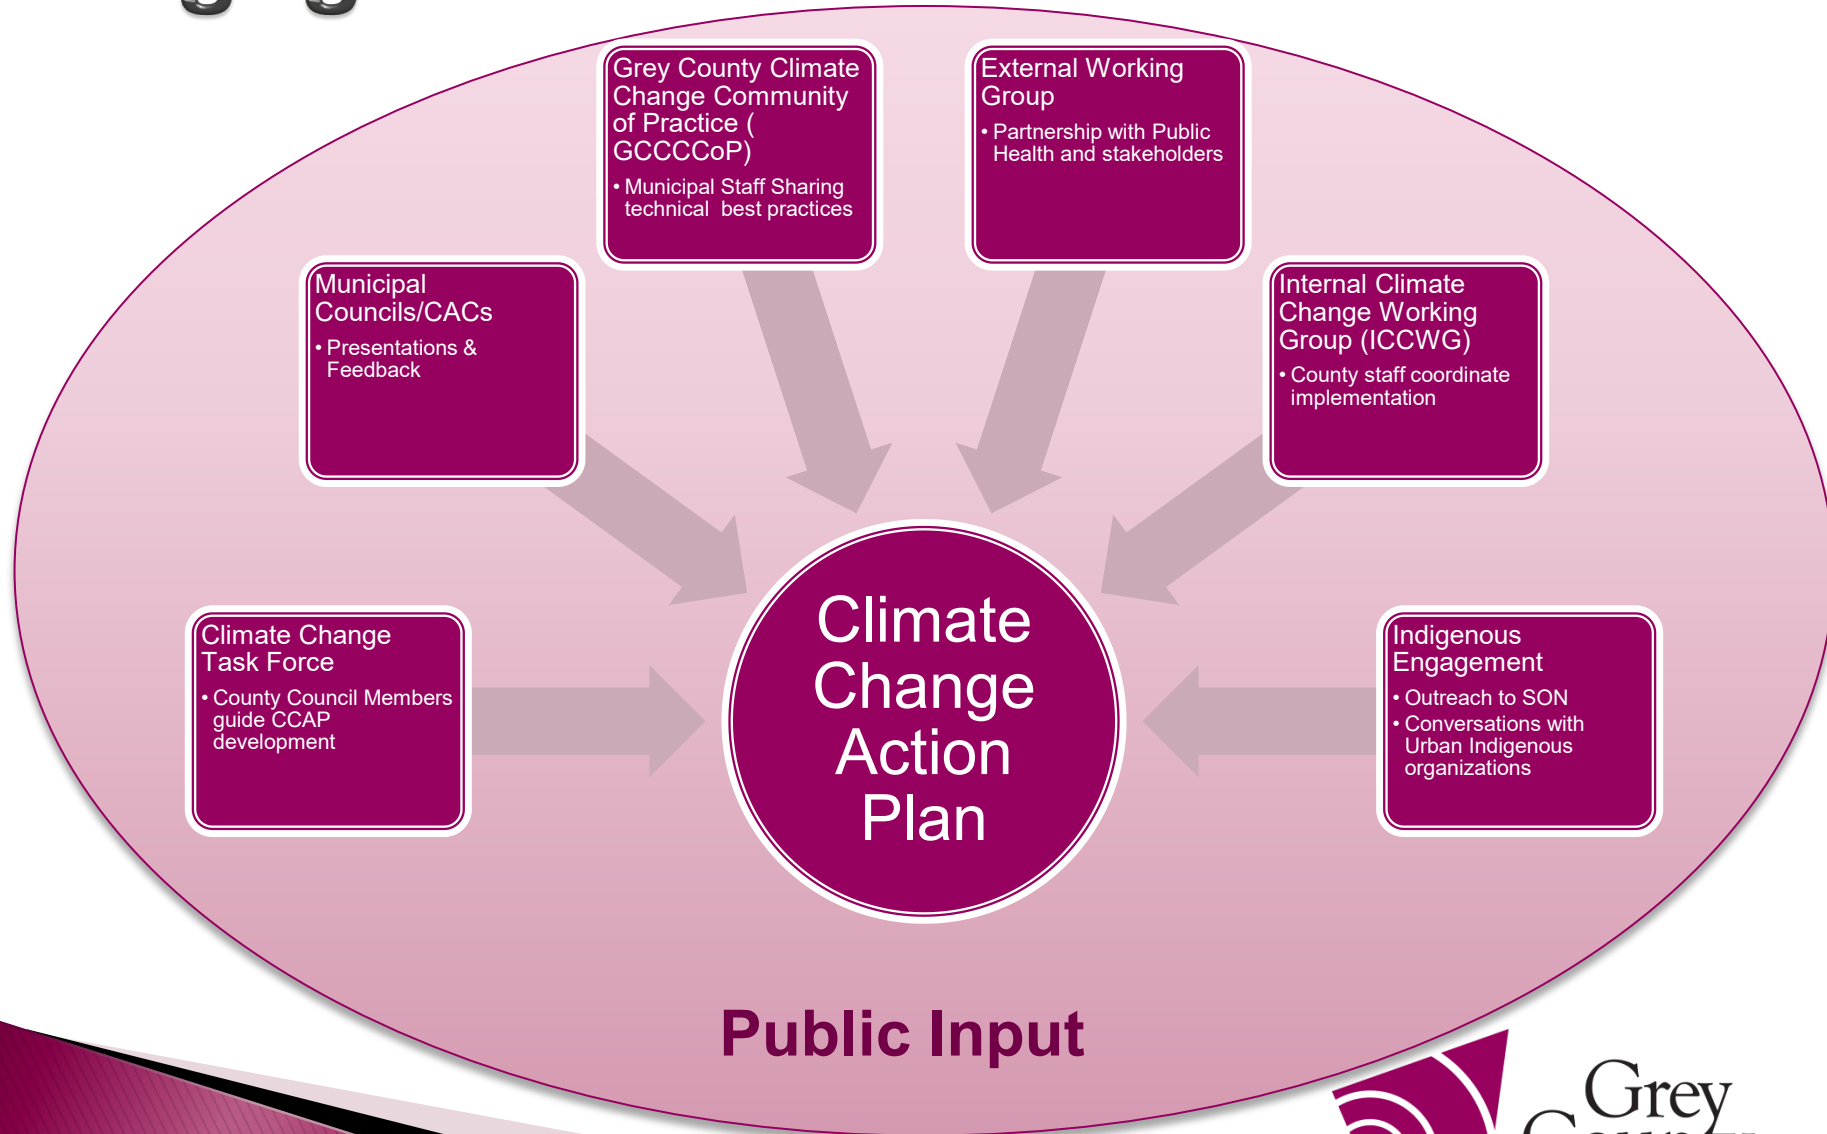 Grey County Climate
Change Community
of Practice (
GCCCCoP)
• Municipal Staff Sharing
technical best practices
External Working
Group
• Partnership with Public
Health and stakeholders
Municipal
Councils/CACs
• Presentations &
Feedback
Internal Climate
Change Working
Group (ICCWG)
• County staff coordinate
implementation
Climate Change
Task Force
• County Council Members
guide CCAP
development
Indigenous
Engagement
• Outreach to SON
• Conversations with
Urban Indigenous
organizations
Climate
Change
Action
Plan
Public Input
Grey
County